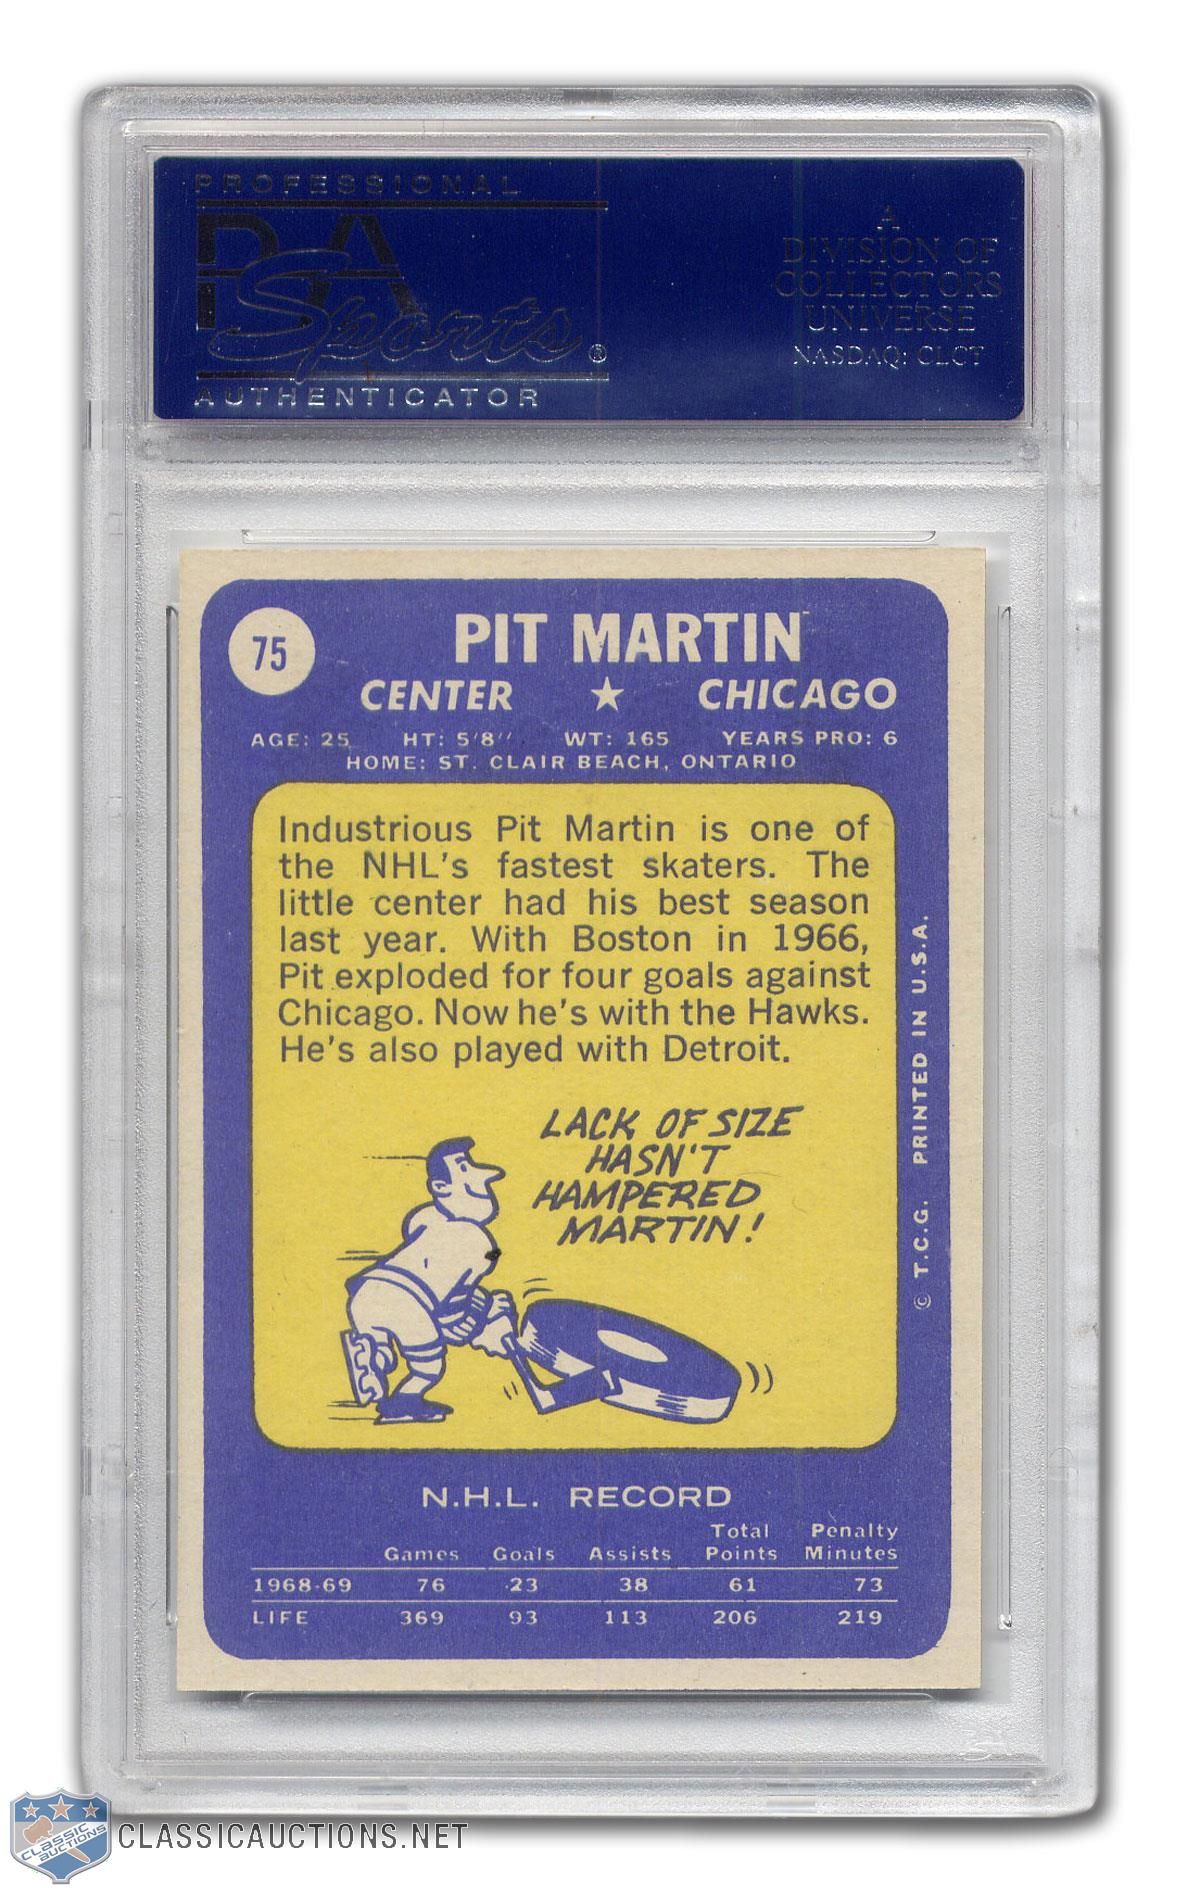 PROFESSIONAL
PSA
Sports®
AUTHENTICATOR
A
DIVISION OF
COLLECTORS
UNIVERSE
NASDAQ: CLCT
75
PIT MARTIN
CENTER ★ CHICAGO
AGE: 25 HT: 5'8'' WT: 165 YEARS PRO: 6
HOME: ST. CLAIR BEACH, ONTARIO
Industrious Pit Martin is one of
the NHL's fastest skaters. The
little center had his best season
last year. With Boston in 1966,
Pit exploded for four goals against
Chicago. Now he's with the Hawks.
He's also played with Detroit.
LACK OF SIZE
HASN'T
HAMPERED
MARTIN!
© T.C.G. PRINTED IN U.S.A.
N.H.L. RECORD
Games Goals Assists Total Points Penalty Minutes
1968-69 76 23 38 61 73
LIFE 369 93 113 206 219
CLASSIC AUCTIONS
CLASSICAUCTIONS.NET